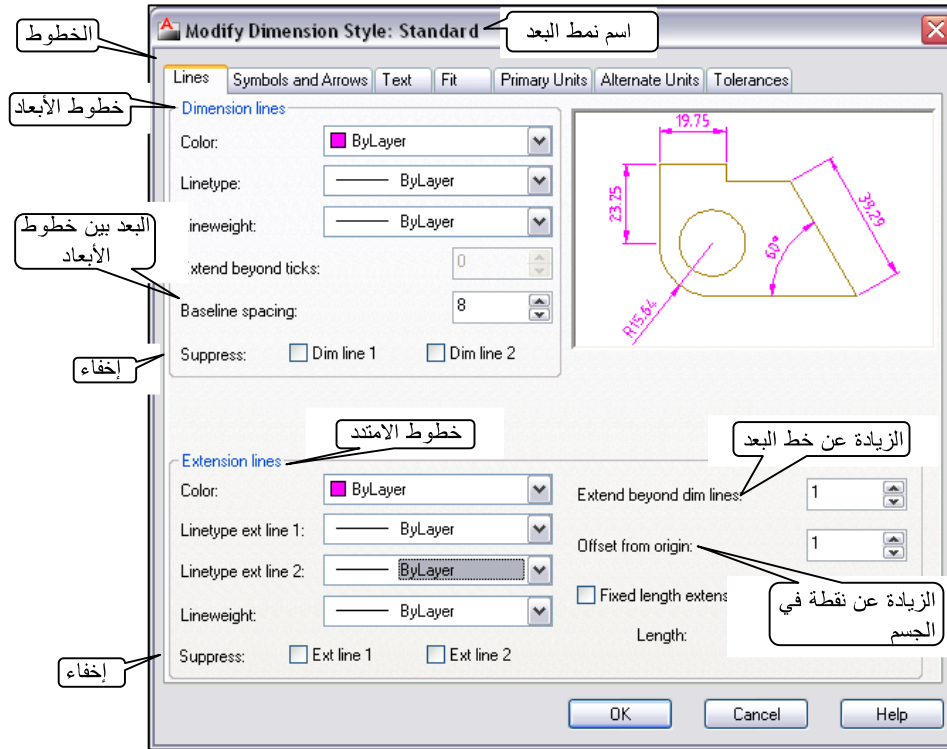 Modify Dimension Style: Standard
اسم نمط البعد
الخطوط
Lines
Symbols and Arrows
Text
Fit
Primary Units
Alternate Units
Tolerances
خطوط الأبعاد
Dimension lines
Color:
ByLayer
Linetype:
ByLayer
Lineweight:
ByLayer
البعد بين خطوط
الأبعاد
Extend beyond ticks:
0
Baseline spacing:
8
Suppress:
Dim line 1
Dim line 2
إخفاء
19.75
23.25
39.29
60°
R15.64
خطوط الامتدد
الزيادة عن خط البعد
Extension lines
Color:
ByLayer
Linetype ext line 1:
ByLayer
Linetype ext line 2:
ByLayer
Lineweight:
ByLayer
Suppress:
Ext line 1
Ext line 2
إخفاء
Extend beyond dim lines:
1
Offset from origin:
1
Fixed length extens
الزيادة عن نقطة في
الجسم
Length:
OK
Cancel
Help